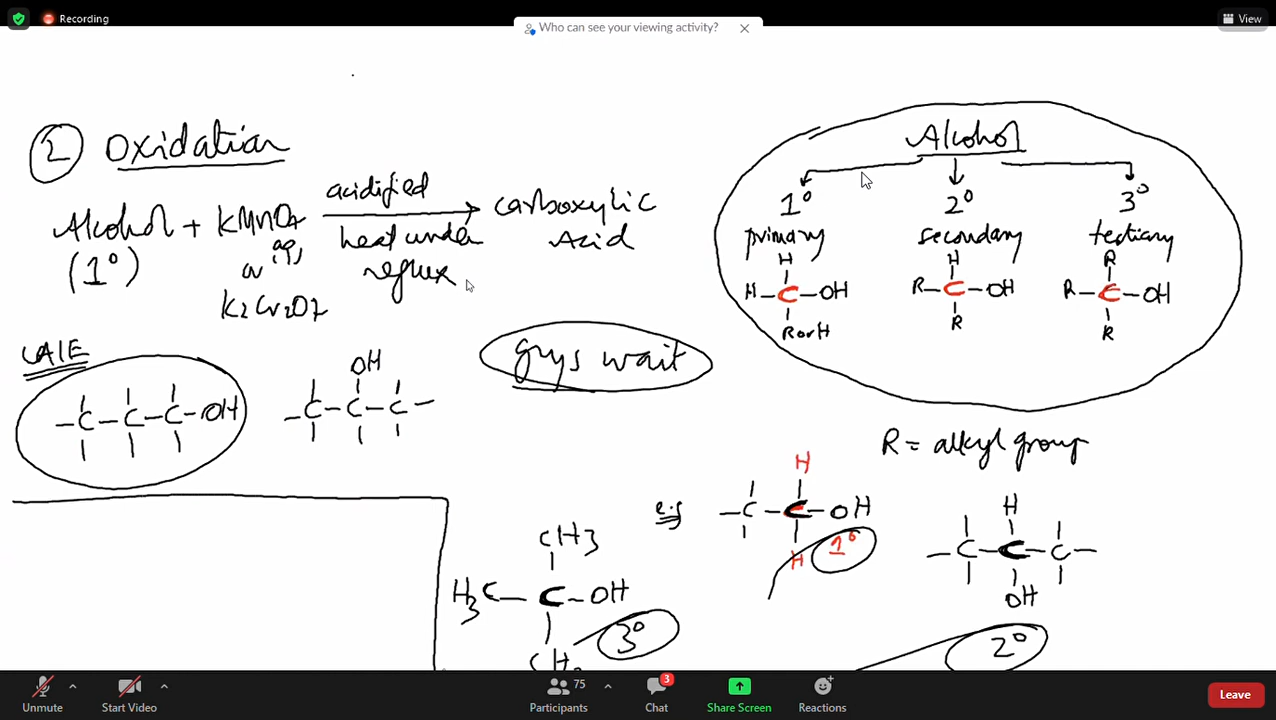 Recording
Who can see your viewing activity?
View
2 Oxidation
Alcohol + KMnO4 acidified carboxylic
(1°) (aq) heat under Acid
or reflux
K2Cr2O7
Alcohol
1° 2° 3°
primary secondary tertiary
H H R
H-C-OH R-C-OH R-C-OH
R or H R R
CAIE
OH
-C-C-C-OH -C-C-C-
guys wait
R = alkyl group
e.g
H
-C-C-OH
H 1°
H
-C-C-C-
OH
2°
CH3
H3C-C-OH
3°
Unmute
Start Video
75
Participants
3
Chat
Share Screen
Reactions
Leave